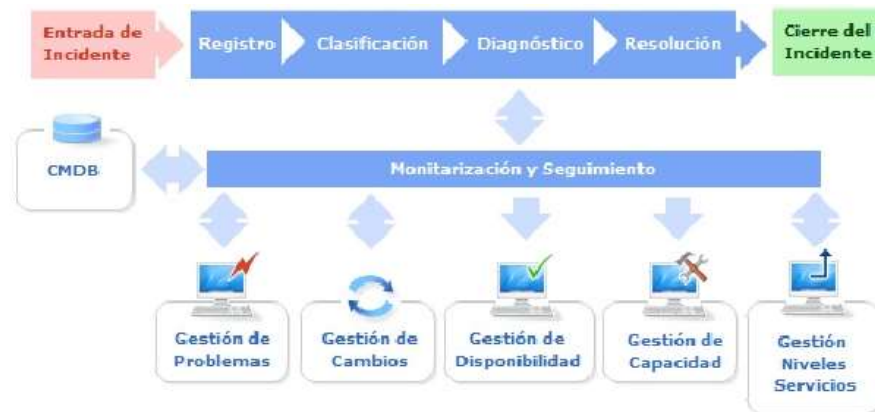 Entrada de
Incidente
Registro
Clasificación
Diagnóstico
Resolución
Cierre del
Incidente
CMDB
Monitarización y Seguimiento
Gestión de
Problemas
Gestión de
Cambios
Gestión de
Disponibilidad
Gestión de
Capacidad
Gestión
Niveles
Servicios